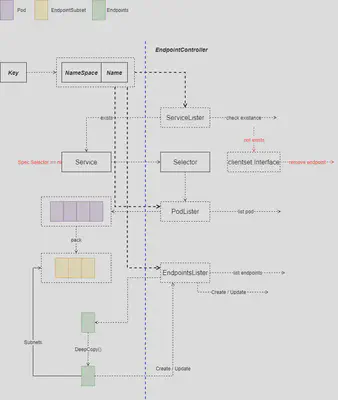 Pod
EndpointSubset
Endpoints
EndpointController
Key
NameSpace
Name
ServiceLister
exists
check existance
not exists
Spec.Selector == nil
Service
Selector
clientset Interface
remove endpoint
PodLister
list pod
pack
EndpointsLister
list endpoints
Create / Update
Subnets
DeepCopy()
Create / Update